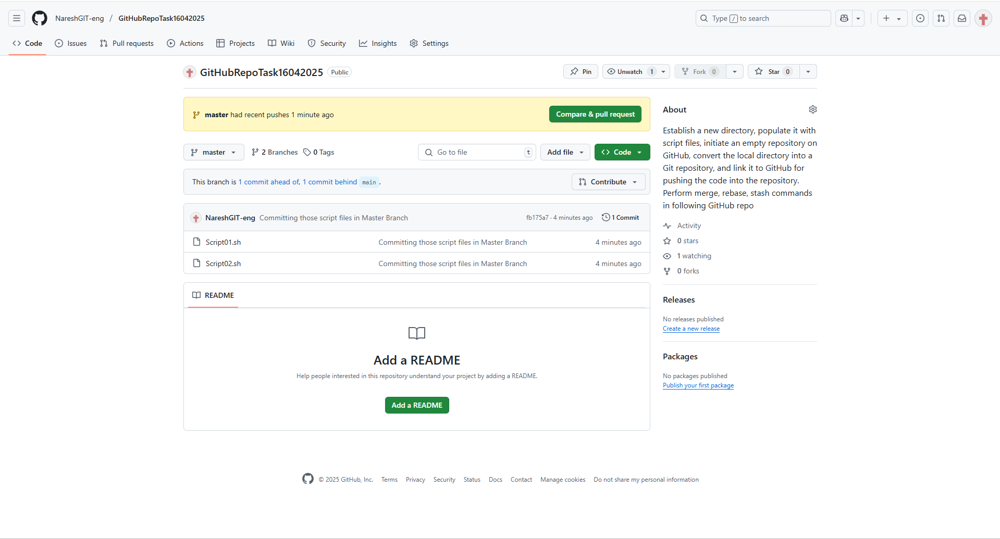 NareshGIT-eng / GitHubRepoTask16042025
Type / to search
Code Issues Pull requests Actions Projects Wiki Security Insights Settings
GitHubRepoTask16042025 Public
Pin Unwatch 1 Fork 0 Star 0
master had recent pushes 1 minute ago
Compare & pull request
master 2 Branches 0 Tags
Go to file t
Add file
Code
This branch is 1 commit ahead of, 1 commit behind main .
Contribute
NareshGIT-eng Committing those script files in Master Branch fb175a7 · 4 minutes ago 1 Commit
Script01.sh Committing those script files in Master Branch 4 minutes ago
Script02.sh Committing those script files in Master Branch 4 minutes ago
README
Add a README
Help people interested in this repository understand your project by adding a README.
Add a README
About
Establish a new directory, populate it with
script files, initiate an empty repository on
GitHub, convert the local directory into a
Git repository, and link it to GitHub for
pushing the code into the repository.
Perform merge, rebase, stash commands
in following GitHub repo
Activity
0 stars
1 watching
0 forks
Releases
No releases published
Create a new release
Packages
No packages published
Publish your first package
© 2025 GitHub, Inc. Terms Privacy Security Status Docs Contact Manage cookies Do not share my personal information